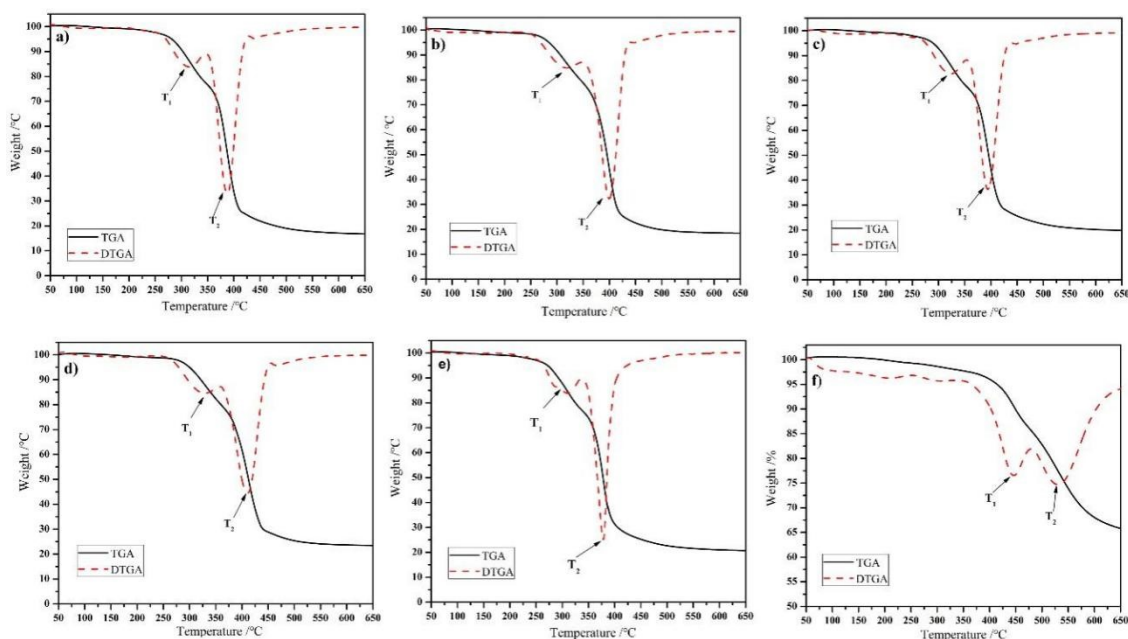 a)
100
90
80
70
60
50
40
30
20
10
0
Weight /°C
T1
T2
TGA
DTGA
50 100 150 200 250 300 350 400 450 500 550 600 650
Temperature /°C
b)
100
90
80
70
60
50
40
30
20
10
0
Weight / °C
T1
T2
TGA
DTGA
50 100 150 200 250 300 350 400 450 500 550 600 650
Temperature /°C
c)
100
90
80
70
60
50
40
30
20
10
0
Weight /°C
T1
T2
TGA
DTGA
50 100 150 200 250 300 350 400 450 500 550 600 650
Temperature /°C
d)
100
90
80
70
60
50
40
30
20
10
0
Weight /°C
T1
T2
TGA
DTGA
50 100 150 200 250 300 350 400 450 500 550 600 650
Temperature /°C
e)
100
90
80
70
60
50
40
30
20
10
0
Weight /°C
T1
T2
TGA
DTGA
50 100 150 200 250 300 350 400 450 500 550 600 650
Temperature /°C
f)
100
95
90
85
80
75
70
65
60
55
50
Weight /%
T1
T2
TGA
DTGA
50 100 150 200 250 300 350 400 450 500 550 600 650
Temperature /°C